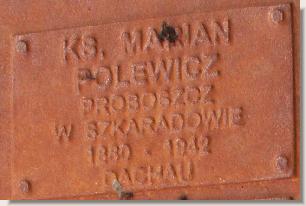 KS. MARIAN
POLEWICZ
PROBOSZCZ
W SZKARADOWIE
1880 - 1942
DACHAU